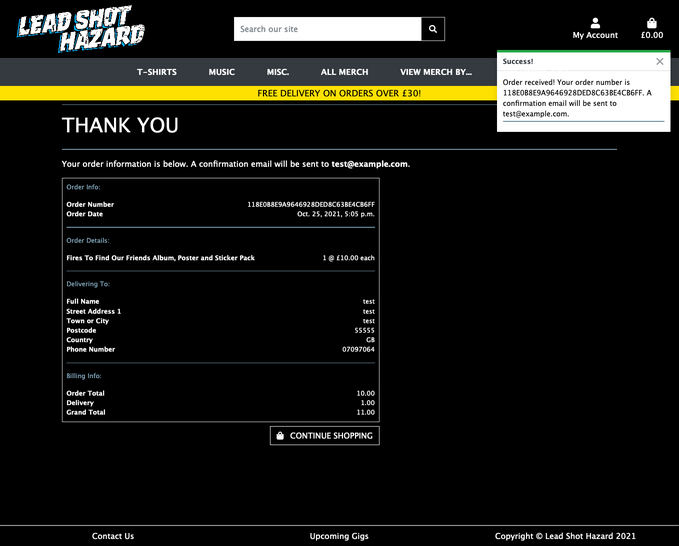 LEAD SHOT
HAZARD
Search our site
My Account
£0.00
T-SHIRTS MUSIC MISC. ALL MERCH VIEW MERCH BY...
FREE DELIVERY ON ORDERS OVER £30!
Success!
Order received! Your order number is
118E0B8E9A9646928DED8C63BE4CB6FF. A
confirmation email will be sent to
test@example.com.
THANK YOU
Your order information is below. A confirmation email will be sent to test@example.com.
Order Info:
Order Number 118E0B8E9A9646928DED8C63BE4CB6FF
Order Date Oct. 25, 2021, 5:05 p.m.
Order Details:
Fires To Find Our Friends Album, Poster and Sticker Pack 1 @ £10.00 each
Delivering To:
Full Name test
Street Address 1 test
Town or City test
Postcode 55555
Country GB
Phone Number 07097064
Billing Info:
Order Total 10.00
Delivery 1.00
Grand Total 11.00
CONTINUE SHOPPING
Contact Us Upcoming Gigs Copyright © Lead Shot Hazard 2021